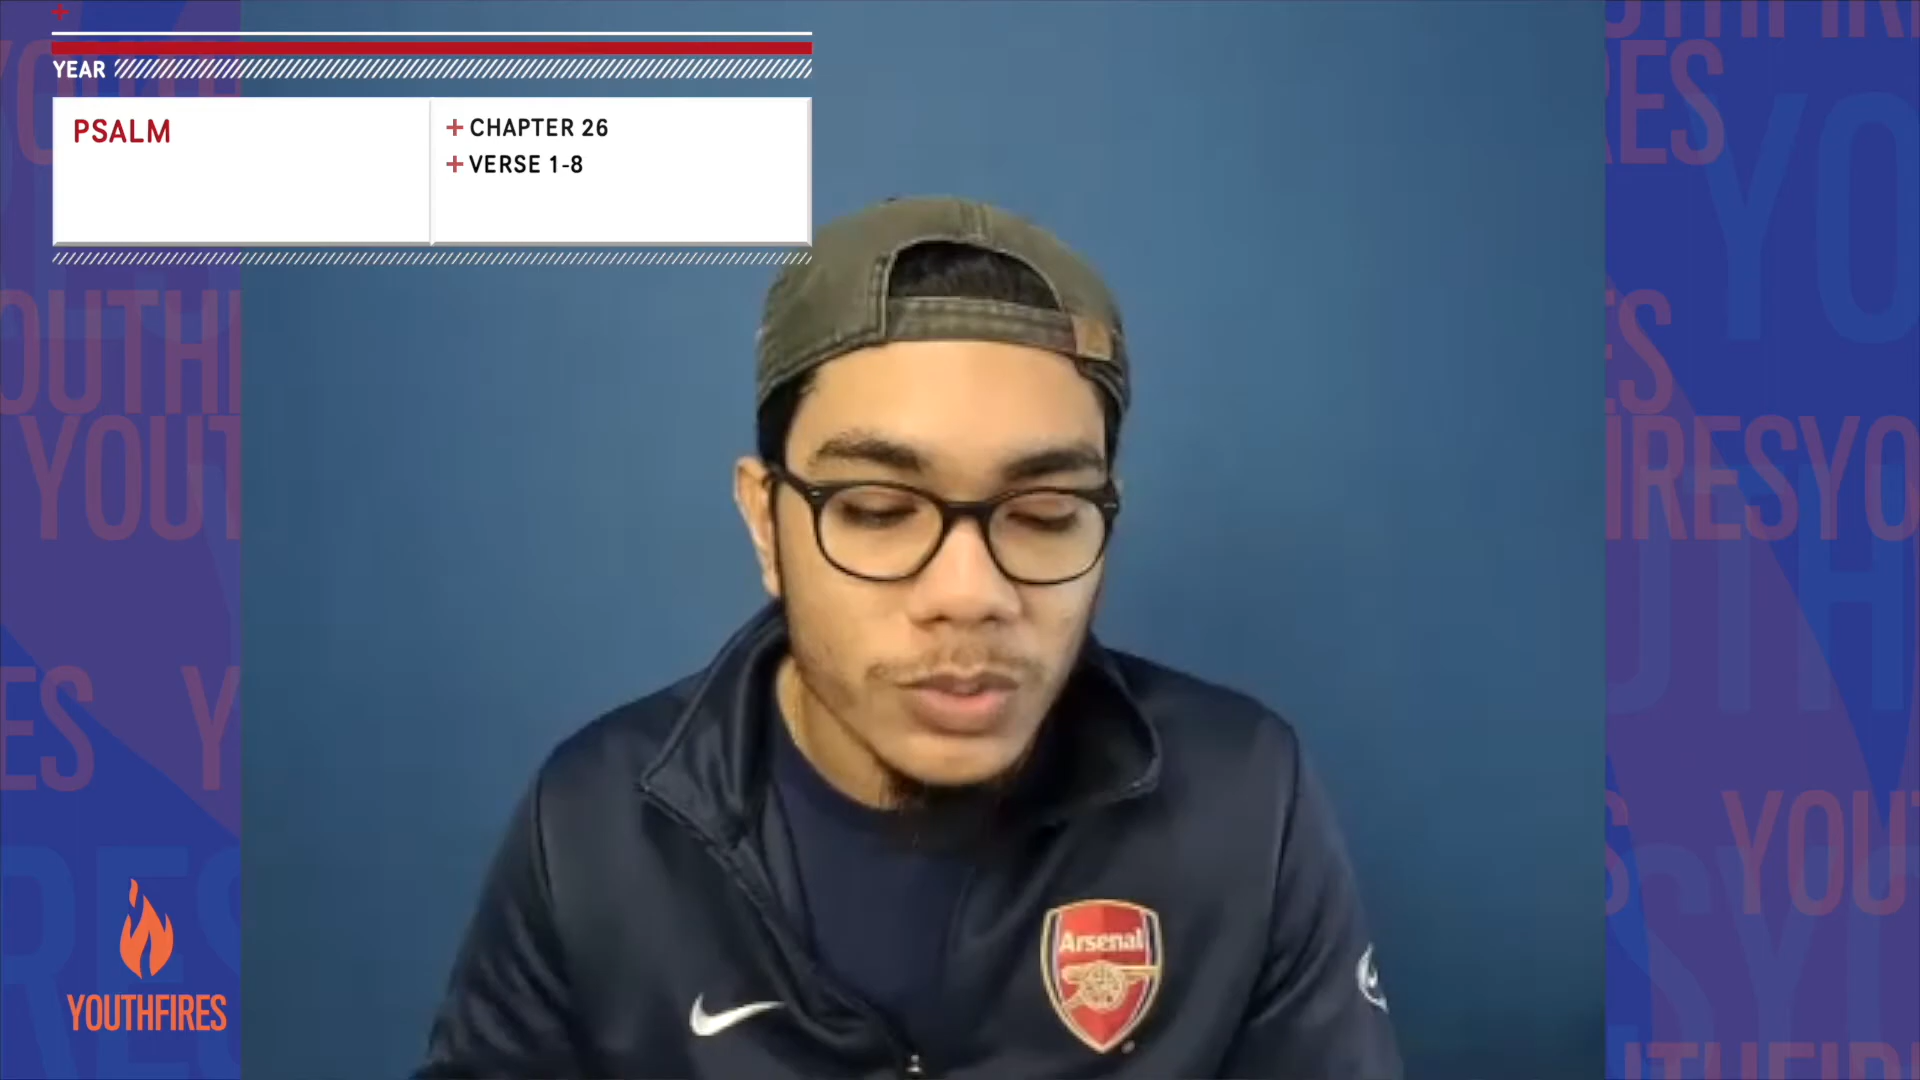 YEAR
PSALM
+ CHAPTER 26
+ VERSE 1-8
Arsenal
YOUTHFIRES